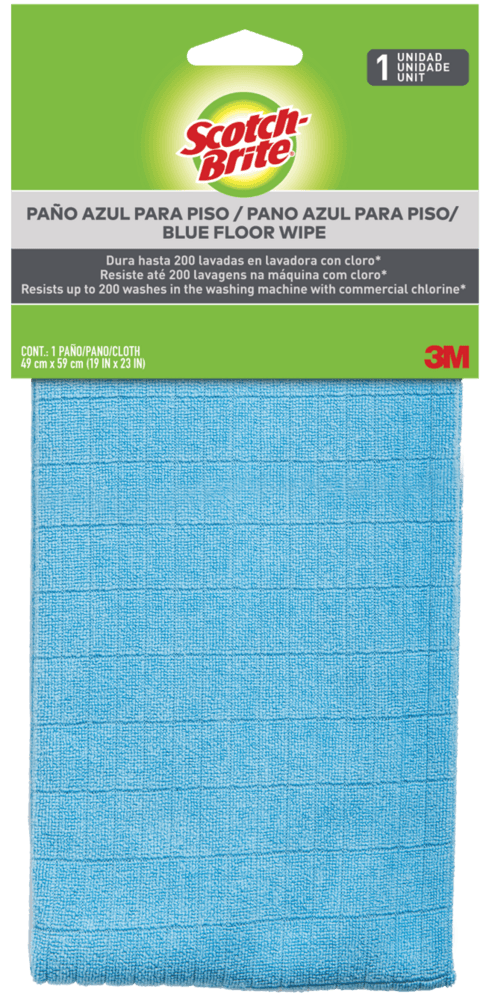 1 UNIDAD
UNIDADE
UNIT
Scotch-
Brite
PAÑO AZUL PARA PISO / PANO AZUL PARA PISO/
BLUE FLOOR WIPE
Dura hasta 200 lavadas en lavadora con cloro*
Resiste até 200 lavagens na máquina com cloro*
Resists up to 200 washes in the washing machine with commercial chlorine*
CONT.: 1 PAÑO/PANO/CLOTH
49 cm x 59 cm (19 IN x 23 IN)
3M